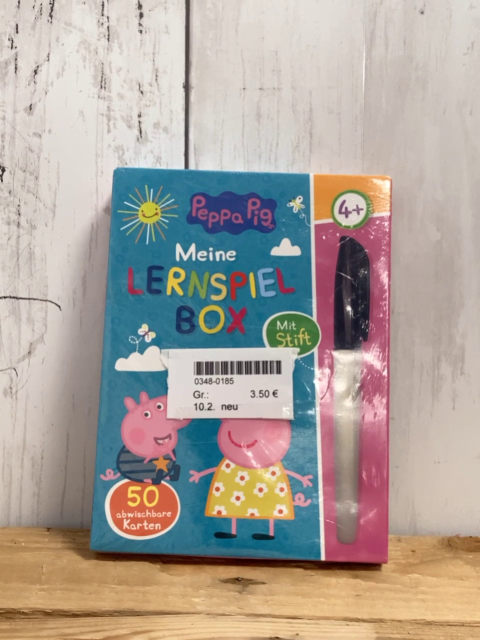 Peppa Pig
4+
Meine
LERNSPIEL
BOX
Mit
Stift
0348-0185
Gr.: 3.50 €
10.2. neu
50
abwischbare
Karten